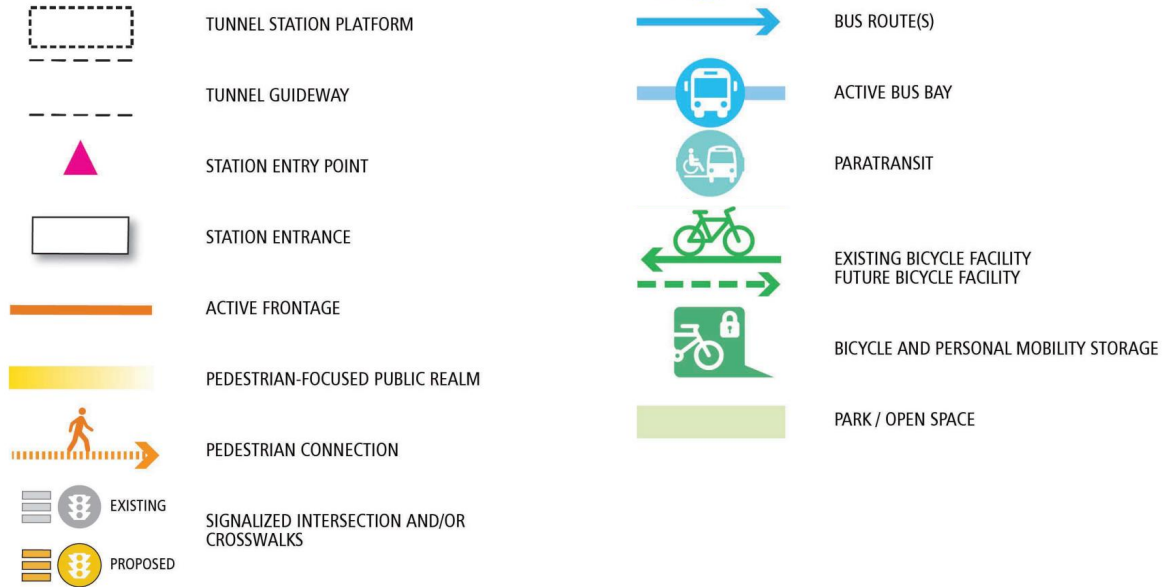 TUNNEL STATION PLATFORM
TUNNEL GUIDEWAY
STATION ENTRY POINT
STATION ENTRANCE
ACTIVE FRONTAGE
PEDESTRIAN-FOCUSED PUBLIC REALM
PEDESTRIAN CONNECTION
EXISTING
SIGNALIZED INTERSECTION AND/OR
CROSSWALKS
PROPOSED
BUS ROUTE(S)
ACTIVE BUS BAY
PARATRANSIT
EXISTING BICYCLE FACILITY
FUTURE BICYCLE FACILITY
BICYCLE AND PERSONAL MOBILITY STORAGE
PARK / OPEN SPACE